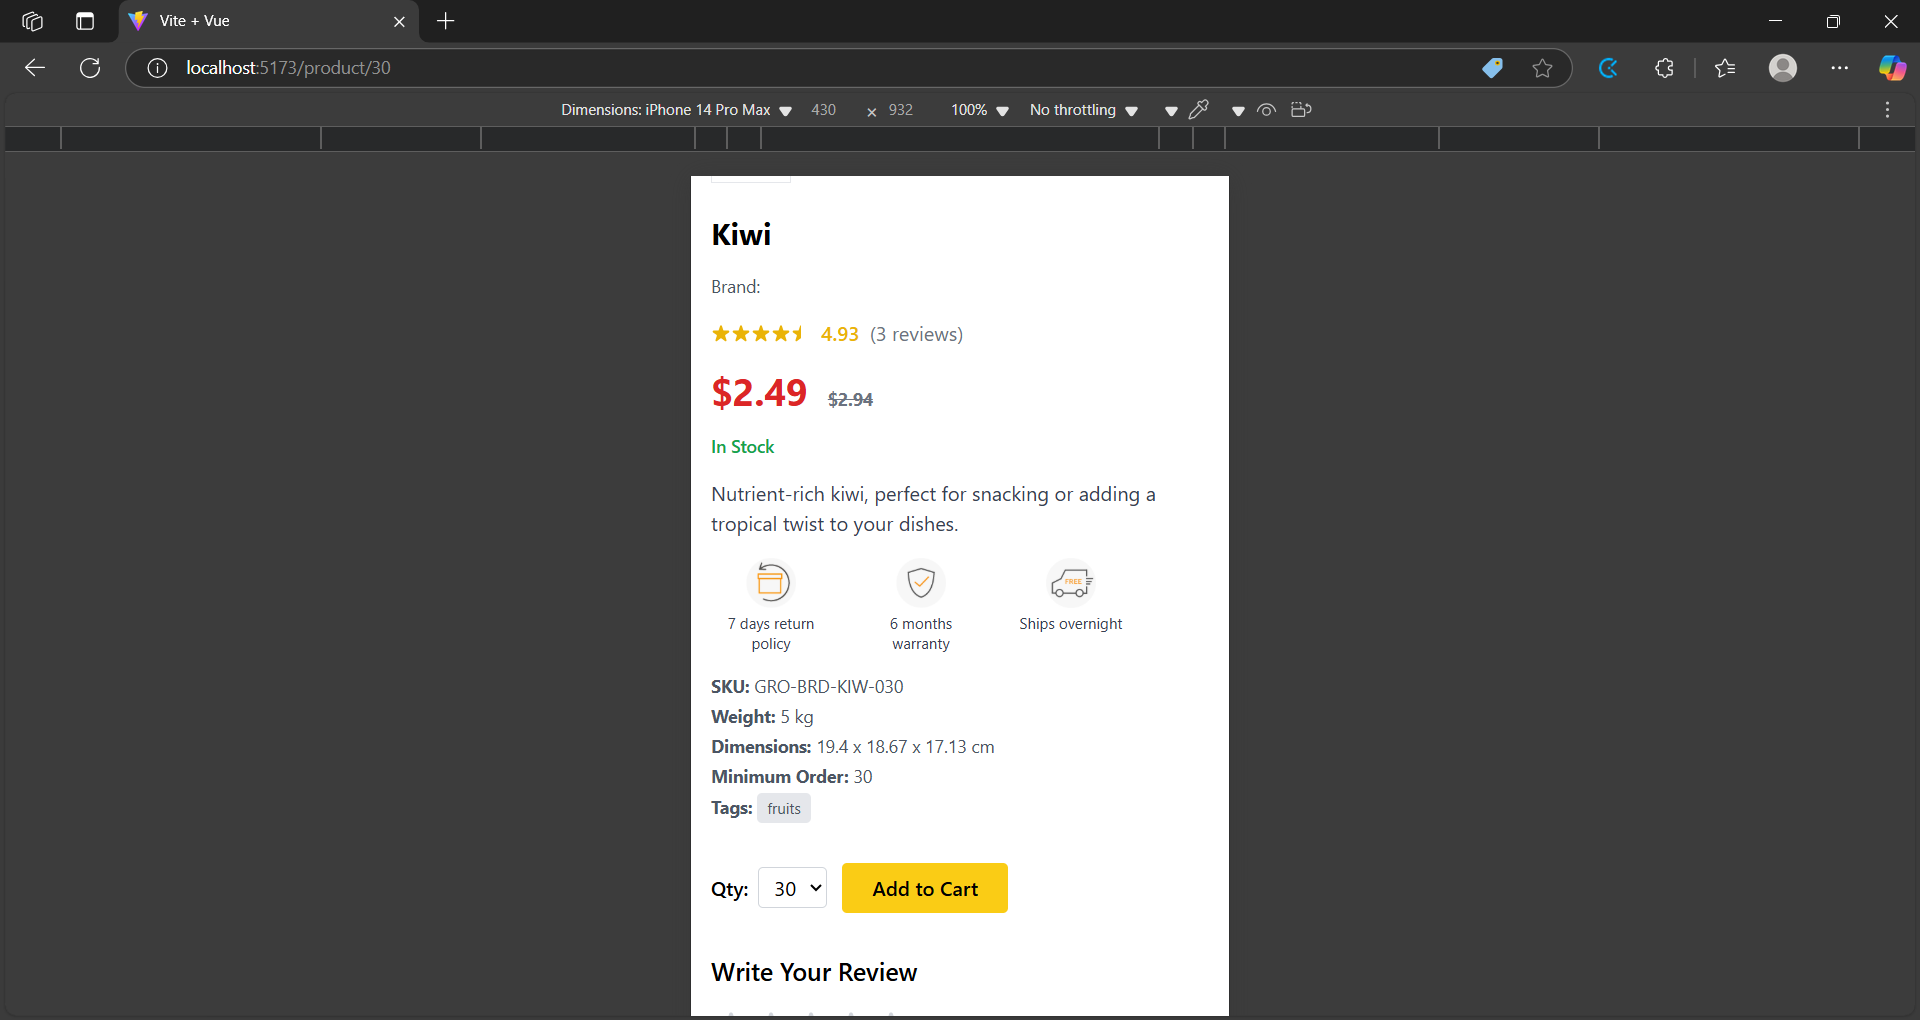 Vite + Vue
localhost:5173/product/30
Dimensions: iPhone 14 Pro Max 430 x 932 100% No throttling
Kiwi
Brand:
4.93 (3 reviews)
$2.49 $2.94
In Stock
Nutrient-rich kiwi, perfect for snacking or adding a
tropical twist to your dishes.
FREE
7 days return policy
6 months warranty
Ships overnight
SKU: GRO-BRD-KIW-030
Weight: 5 kg
Dimensions: 19.4 x 18.67 x 17.13 cm
Minimum Order: 30
Tags: fruits
Qty: 30 Add to Cart
Write Your Review